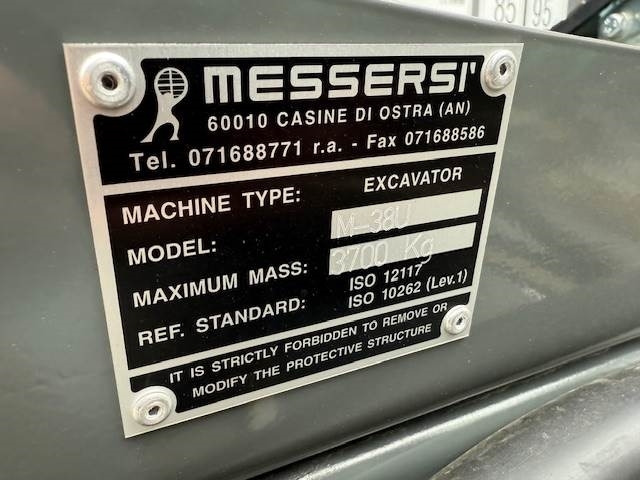 85 95
MESSERSI'
60010 CASINE DI OSTRA (AN)
Tel. 071688771 r.a. - Fax 071688586
MACHINE TYPE: EXCAVATOR
MODEL: M-38U
MAXIMUM MASS: 3700 Kg
REF. STANDARD: ISO 12117
ISO 10262 (Lev.1)
IT IS STRICTLY FORBIDDEN TO REMOVE OR
MODIFY THE PROTECTIVE STRUCTURE